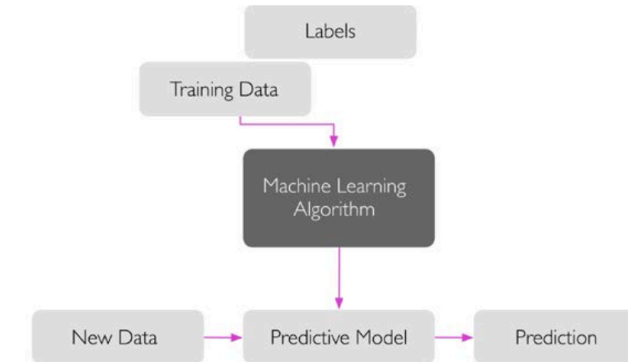 Labels
Training Data
Machine Learning
Algorithm
New Data
Predictive Model
Prediction